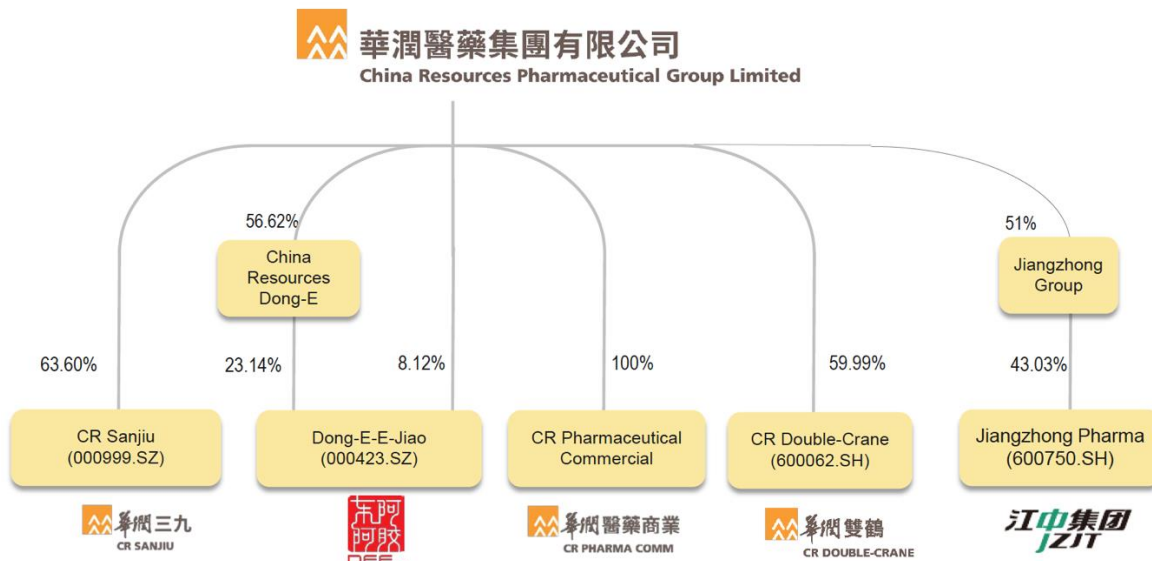 華潤醫藥集團有限公司
China Resources Pharmaceutical Group Limited
56.62%
51%
China
Resources
Dong-E
Jiangzhong
Group
63.60%
23.14%
8.12%
100%
59.99%
43.03%
CR Sanjiu
(000999.SZ)
Dong-E-E-Jiao
(000423.SZ)
CR Pharmaceutical
Commercial
CR Double-Crane
(600062.SH)
Jiangzhong Pharma
(600750.SH)
華潤三九
CR SANJIU
东阿
阿胶
DEEJ
華潤醫藥商業
CR PHARMA COMM
華潤雙鶴
CR DOUBLE-CRANE
江中集团
JZJT